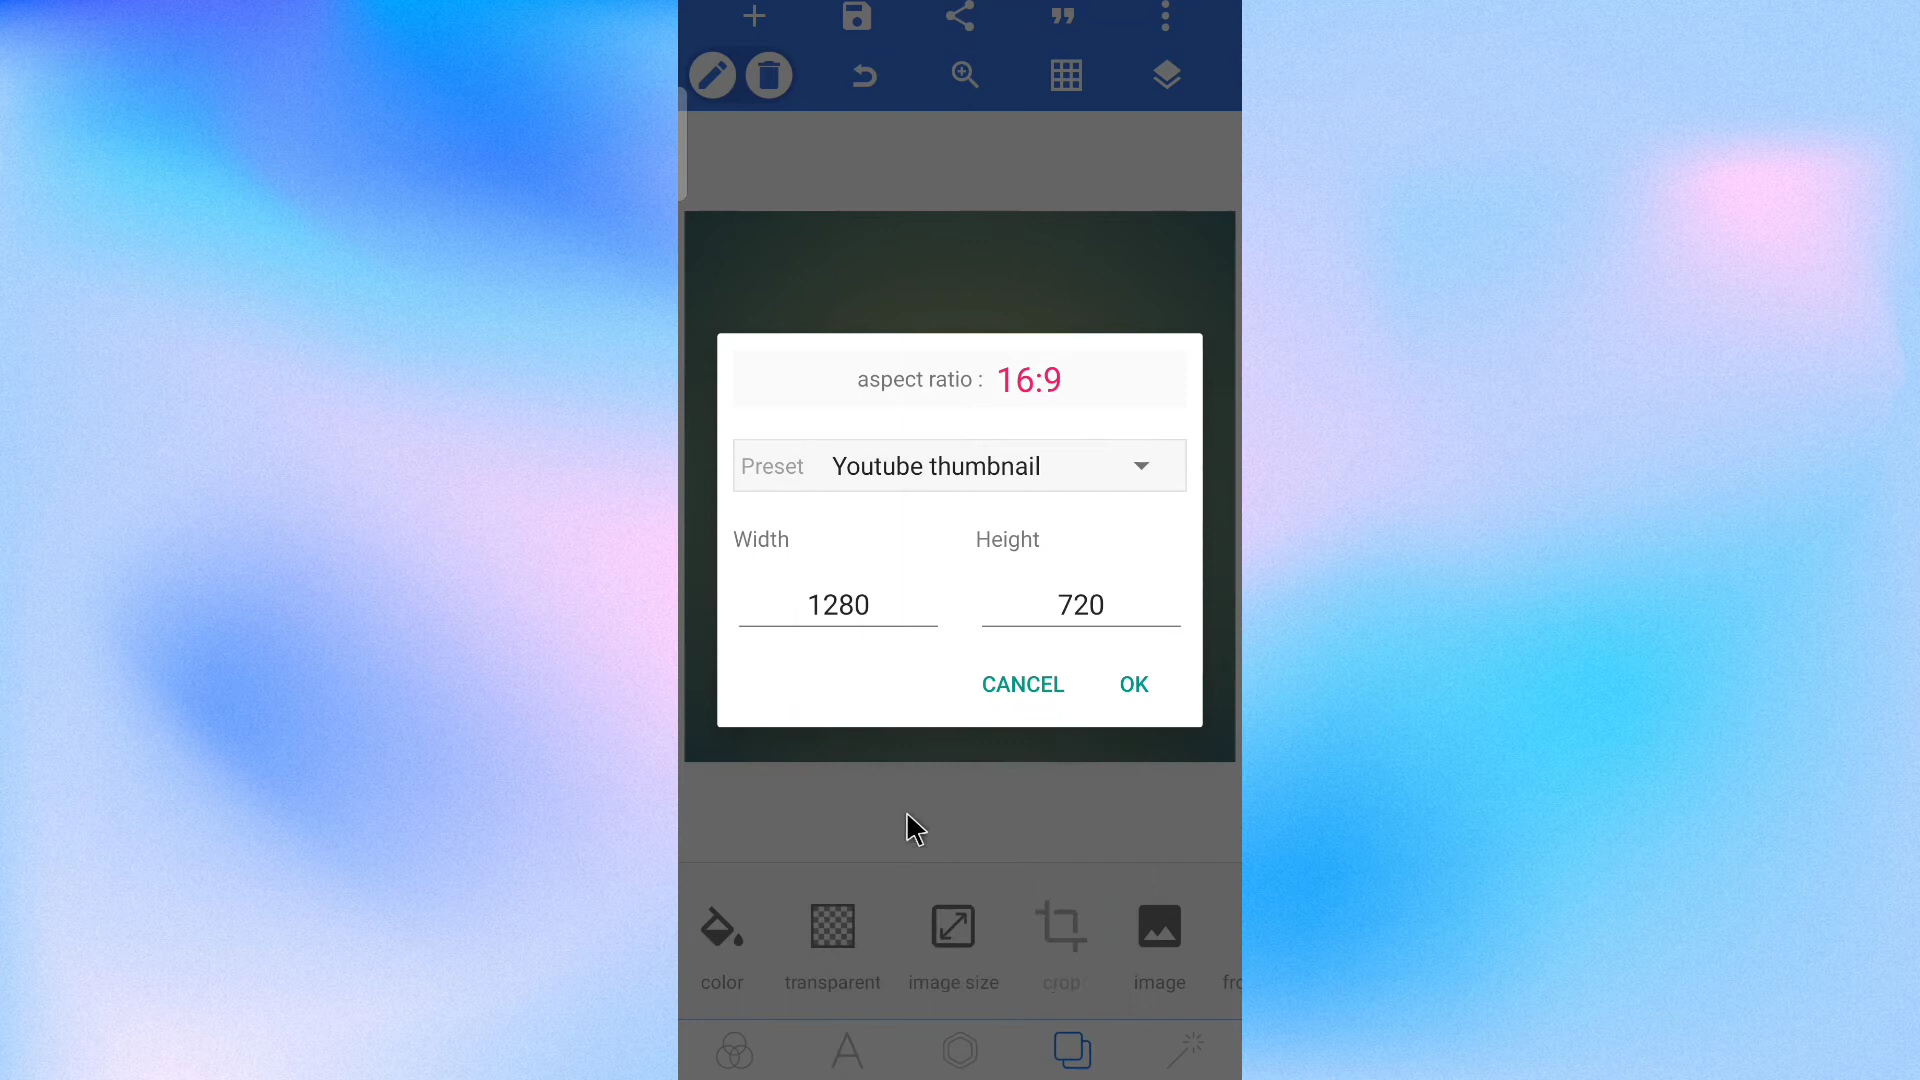 aspect ratio : 16:9
Preset Youtube thumbnail
Width Height
1280 720
CANCEL OK
color transparent image size crop image fro